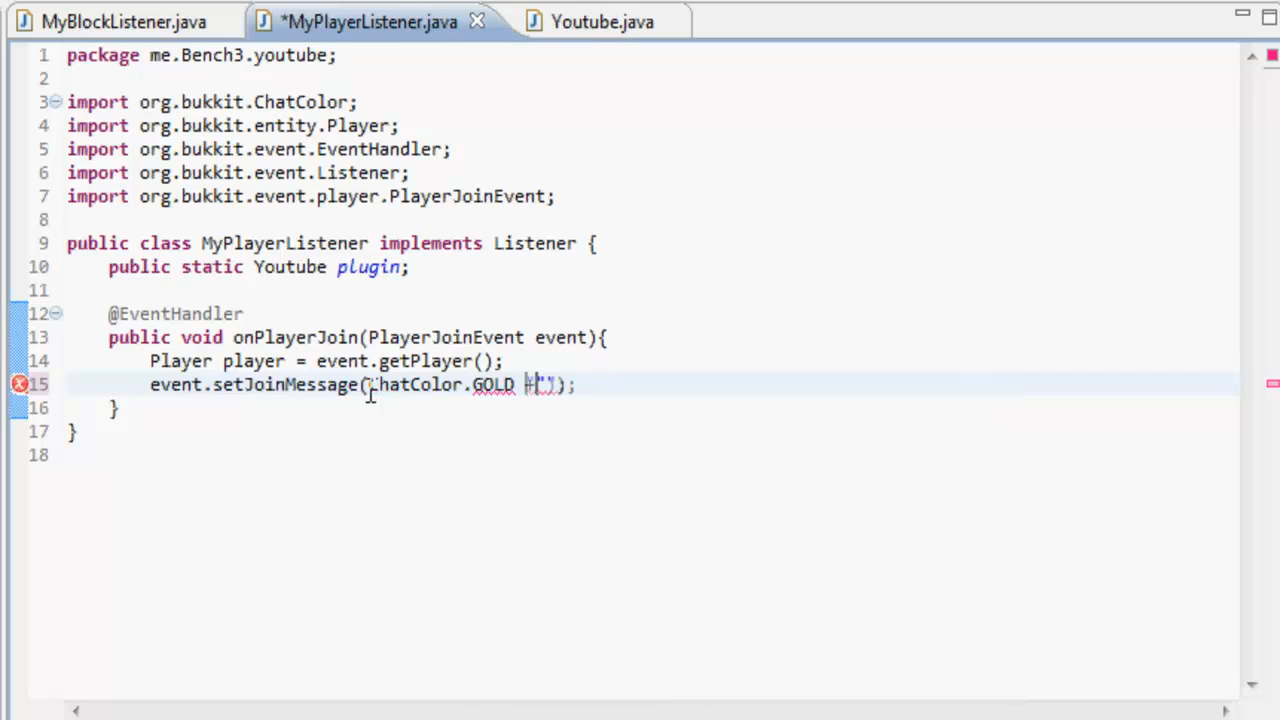 MyBlockListener.java
*MyPlayerListener.java
Youtube.java
1 package me.Bench3.youtube;
2
3 import org.bukkit.ChatColor;
4 import org.bukkit.entity.Player;
5 import org.bukkit.event.EventHandler;
6 import org.bukkit.event.Listener;
7 import org.bukkit.event.player.PlayerJoinEvent;
8
9 public class MyPlayerListener implements Listener {
10 public static Youtube plugin;
11
12 @EventHandler
13 public void onPlayerJoin(PlayerJoinEvent event){
14 Player player = event.getPlayer();
15 event.setJoinMessage(ChatColor.GOLD +"");
16 }
17 }
18